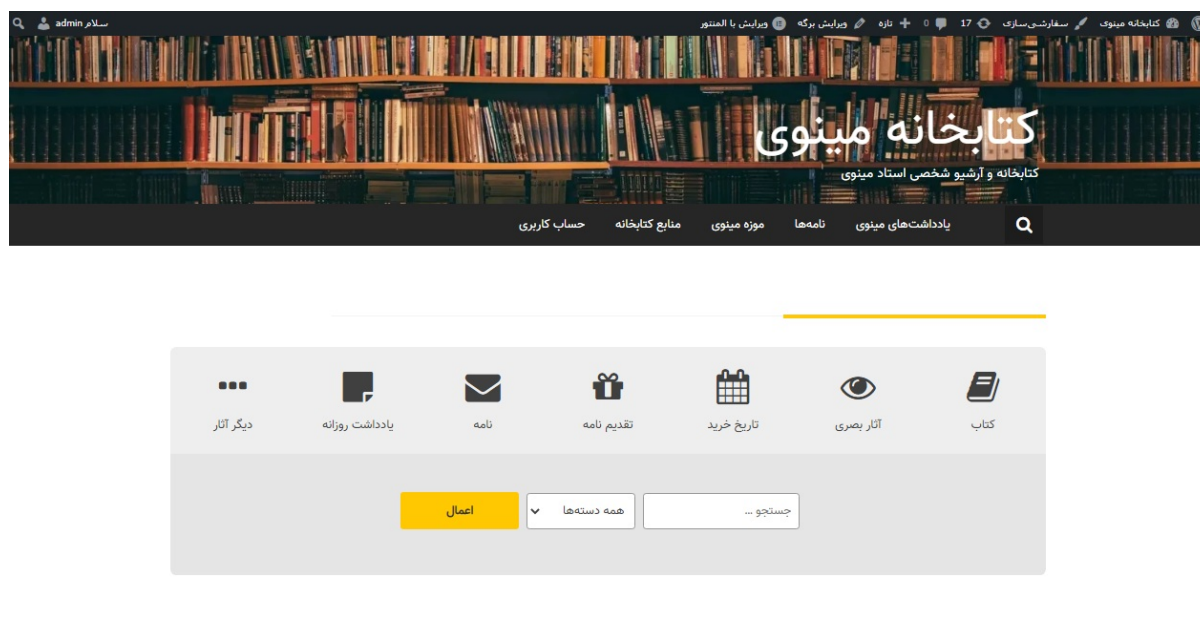 کتابخانه مینوی سفارشی‌سازی 17 0 تازه ویرایش برگه ویرایش با المنتور سلام admin
کتابخانه مینوی
کتابخانه و آرشیو شخصی استاد مینوی
یادداشت‌های مینوی نامه‌ها موزه مینوی منابع کتابخانه حساب کاربری
کتاب آثار بصری تاریخ خرید تقدیم نامه نامه یادداشت روزانه دیگر آثار
جستجو ... همه دسته‌ها اعمال